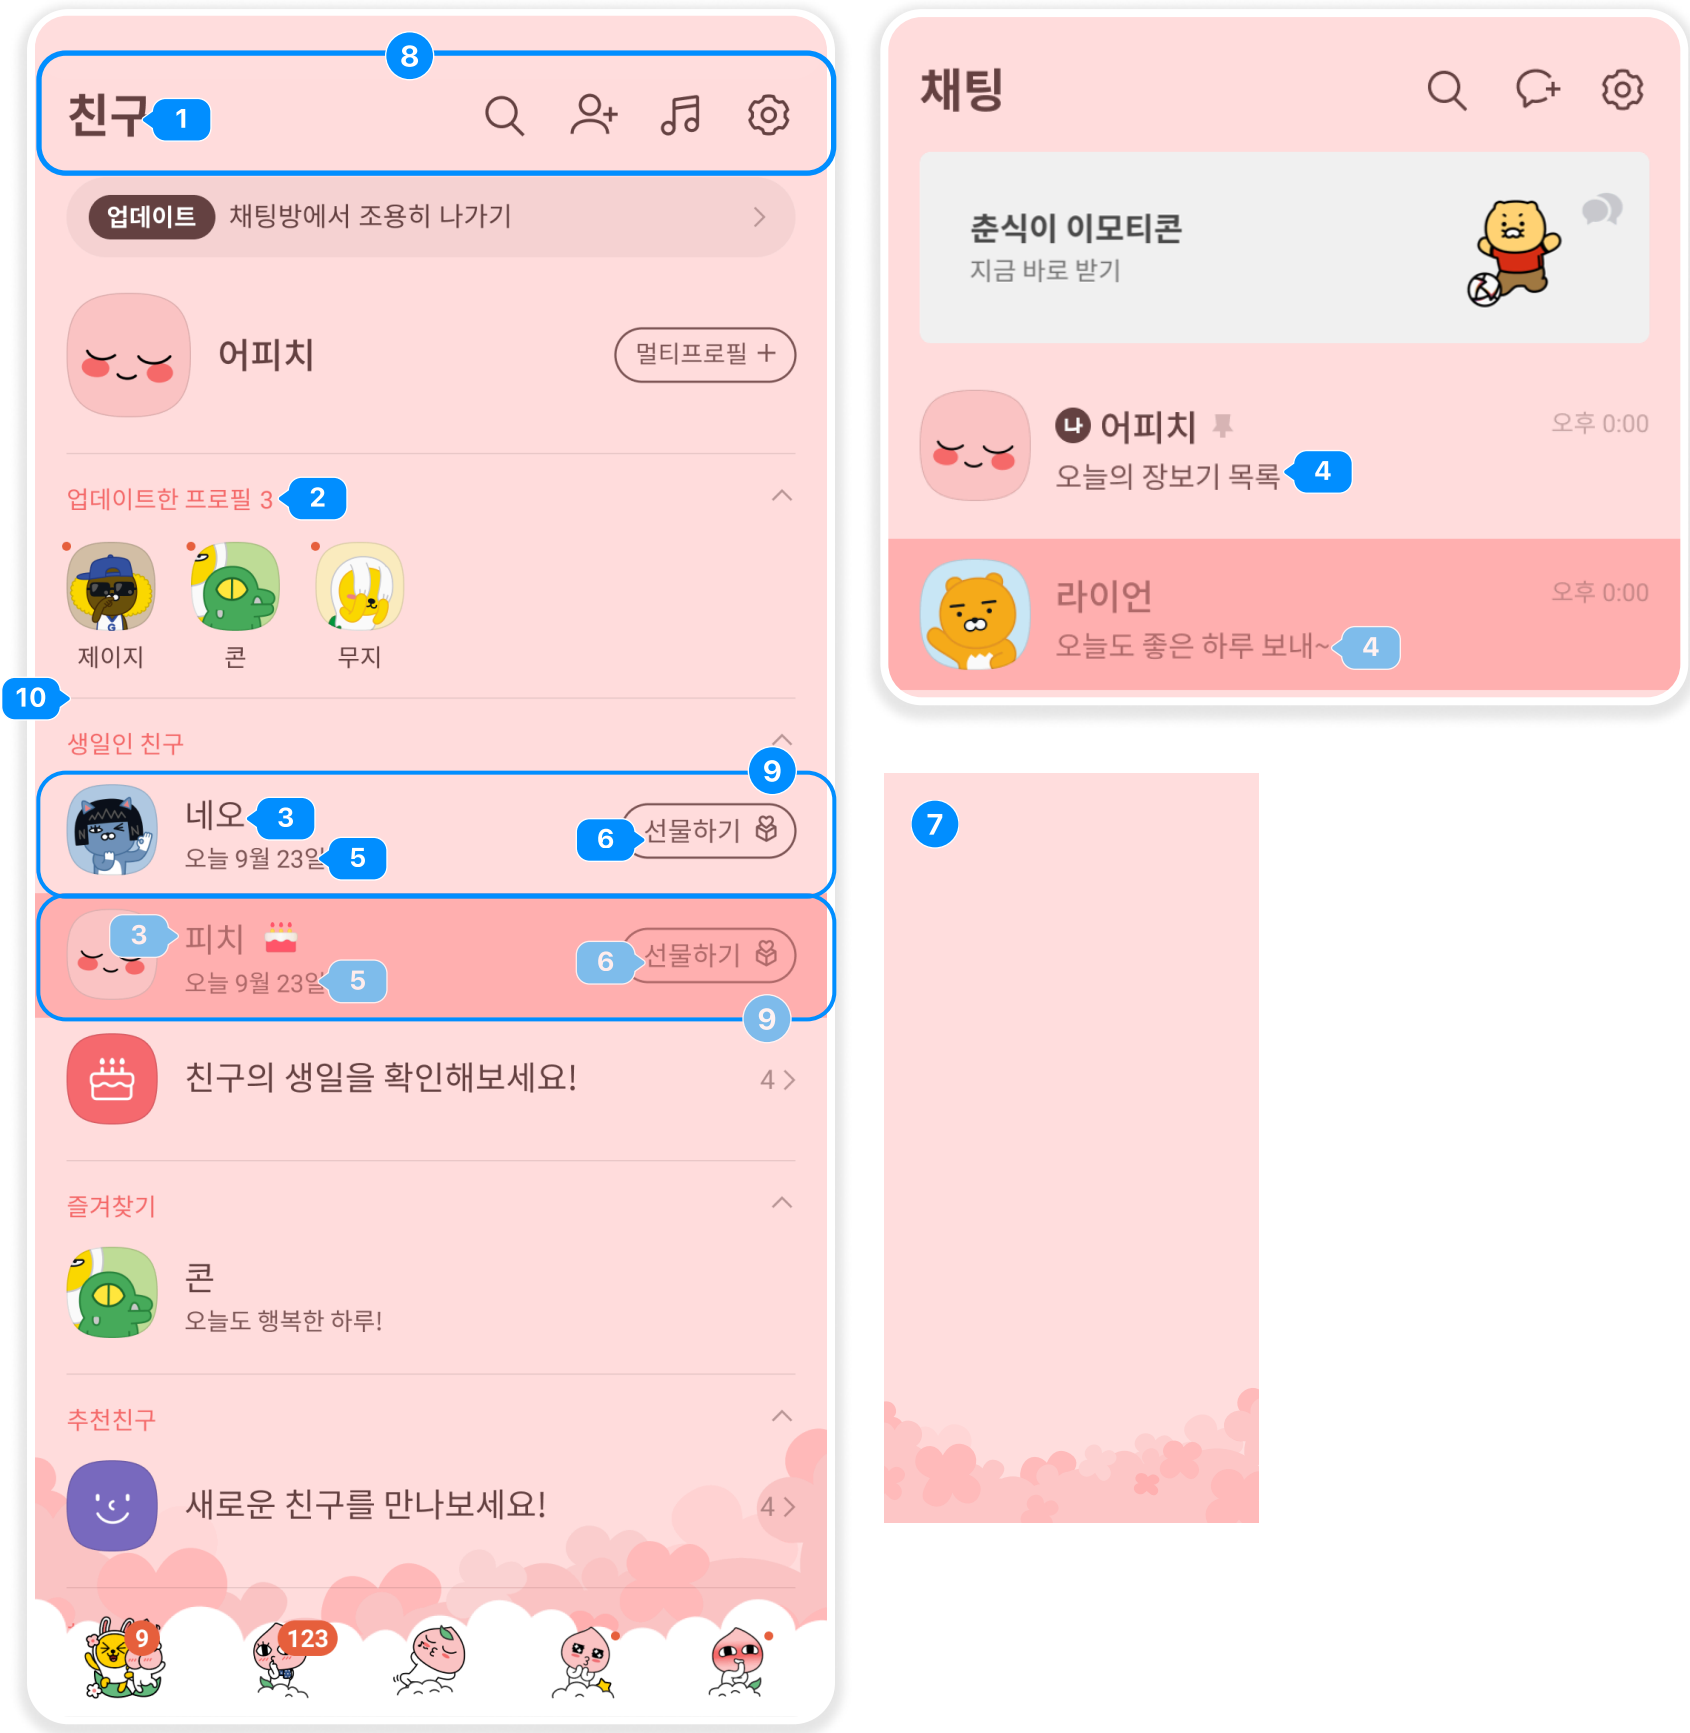 8
친구
1
업데이트 채팅방에서 조용히 나가기
어피치
멀티프로필 +
업데이트한 프로필 3
2
제이지
콘
무지
10
생일인 친구
9
네오
3
오늘 9월 23일
5
6
선물하기
3
피치
오늘 9월 23일
5
6
선물하기
9
친구의 생일을 확인해보세요!
4
즐겨찾기
콘
오늘도 행복한 하루!
추천친구
새로운 친구를 만나보세요!
4
9
123
채팅
춘식이 이모티콘
지금 바로 받기
나 어피치
오후 0:00
오늘의 장보기 목록
4
라이언
오후 0:00
오늘도 좋은 하루 보내~
4
7